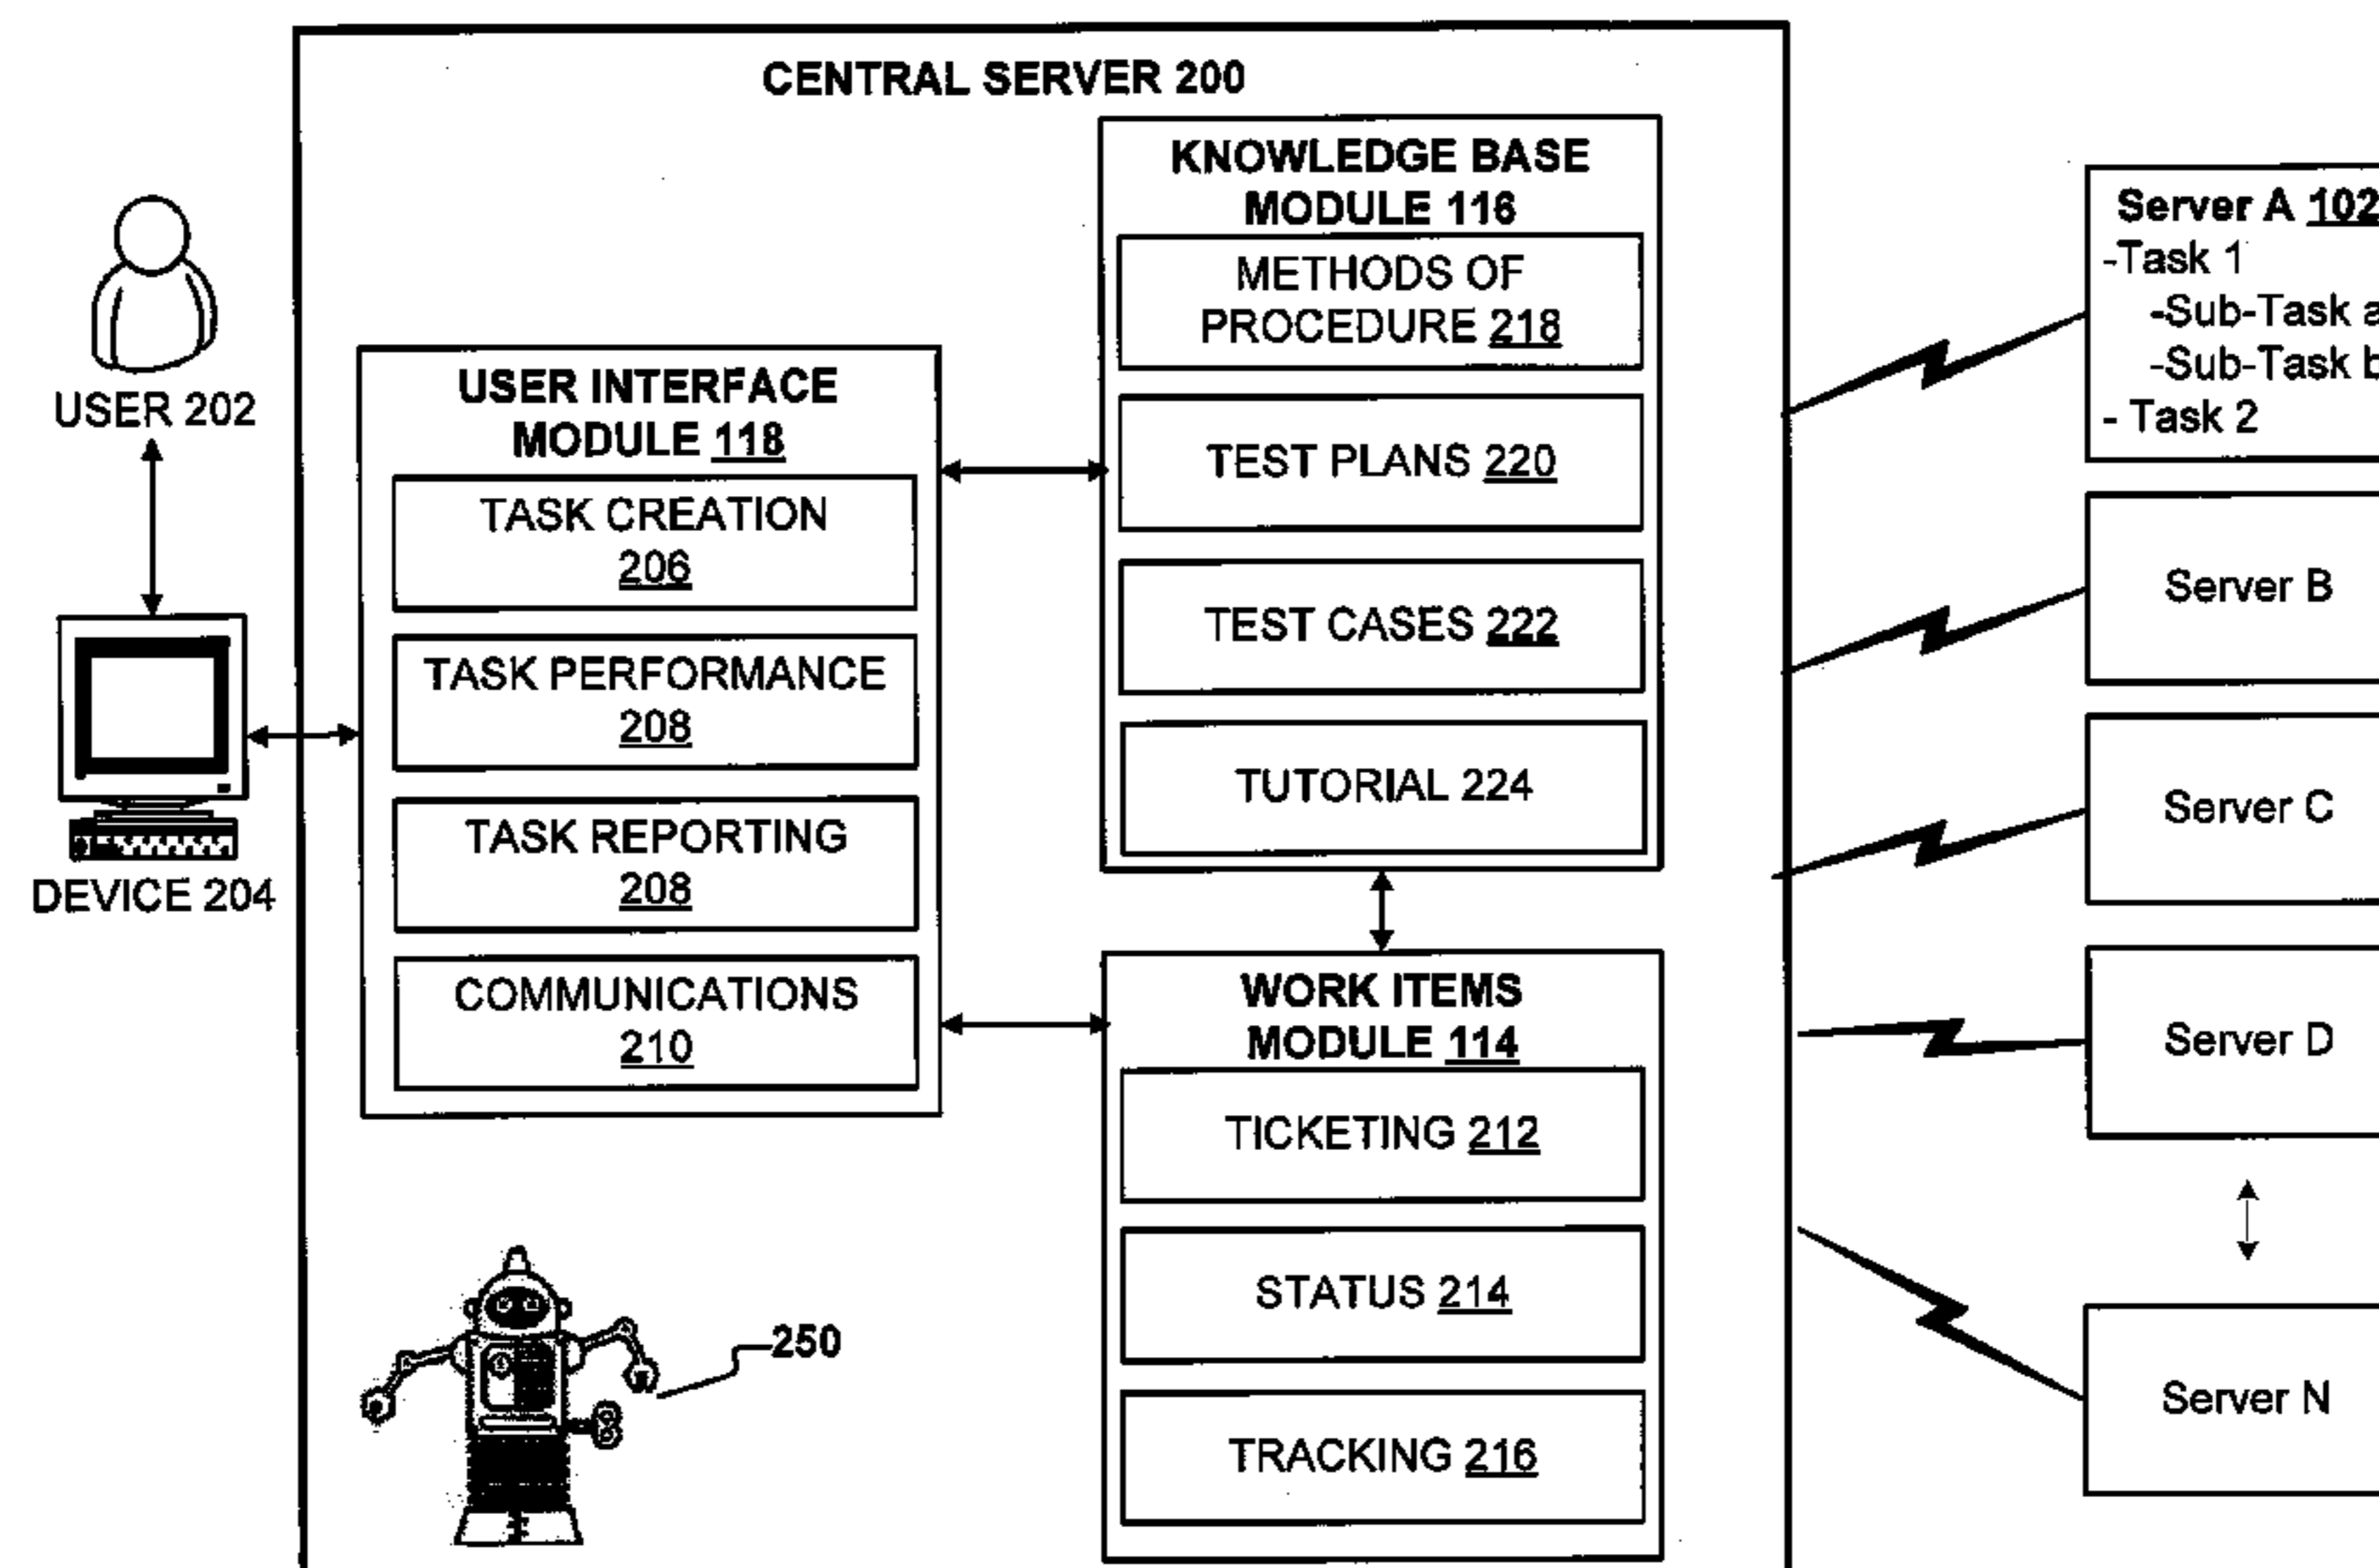 CENTRAL SERVER 200
USER 202
DEVICE 204
USER INTERFACE
MODULE 118
TASK CREATION
206
TASK PERFORMANCE
208
TASK REPORTING
208
COMMUNICATIONS
210
250
KNOWLEDGE BASE
MODULE 116
METHODS OF
PROCEDURE 218
TEST PLANS 220
TEST CASES 222
TUTORIAL 224
WORK ITEMS
MODULE 114
TICKETING 212
STATUS 214
TRACKING 216
Server A 102
-Task 1
-Sub-Task a
-Sub-Task b
- Task 2
Server B
Server C
Server D
Server N